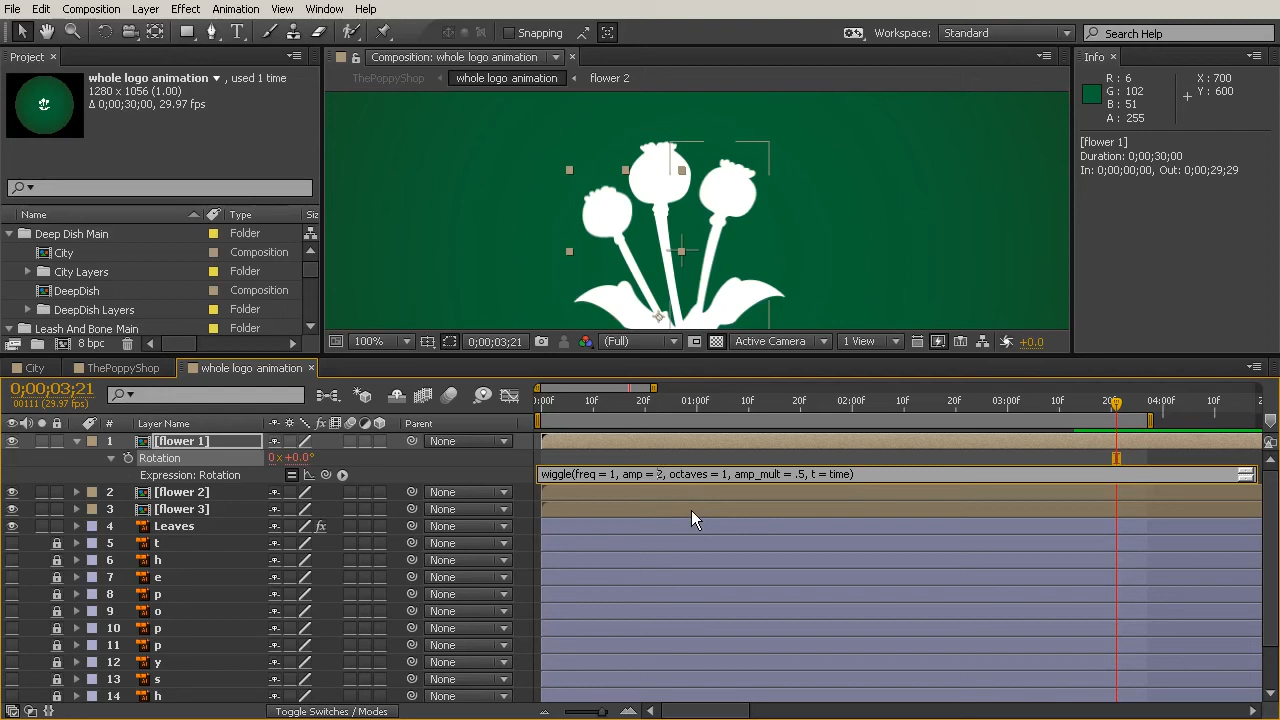 File Edit Composition Layer Effect Animation View Window Help
Snapping Workspace: Standard Search Help
Project × Composition: whole logo animation × Info ×
whole logo animation ▼ , used 1 time
1280 x 1056 (1.00)
Δ 0;00;30;00, 29.97 fps
ThePoppyShop whole logo animation flower 2
R : 6 X : 700
G : 102 Y : 600
B : 51
A : 255
[flower 1]
Duration: 0;00;30;00
In: 0;00;00;00, Out: 0;00;29;29
Name Type Siz
Deep Dish Main Folder
City Composition
City Layers Folder
DeepDish Composition
DeepDish Layers Folder
Leash And Bone Main Folder
8 bpc
100% 0;00;03;21 (Full) Active Camera 1 View +0.0
City ThePoppyShop whole logo animation ×
0;00;03;21
00111 (29.97 fps)
0:00f 10f 20f 01:00f 10f 20f 02:00f 10f 20f 03:00f 10f 20f 04:00f 10f
# Layer Name fx Parent
1 [flower 1] None
Rotation 0 x+0.0°
Expression: Rotation wiggle(freq = 1, amp = 2, octaves = 1, amp_mult = .5, t = time)
2 [flower 2] None
3 [flower 3] None
4 Leaves fx None
5 t None
6 h None
7 e None
8 p None
9 o None
10 p None
11 p None
12 y None
13 s None
14 h None
Toggle Switches / Modes